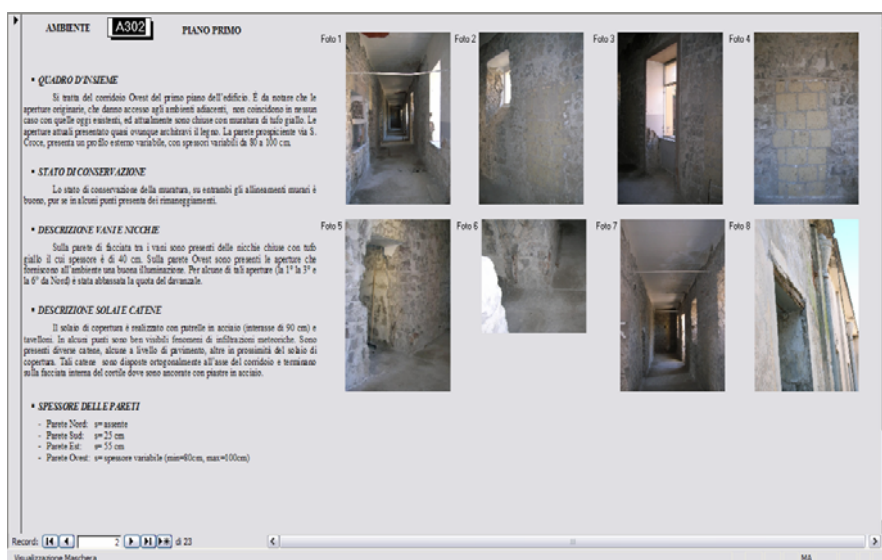 AMBIENTE A302 PIANO PRIMO
▪ QUADRO D'INSIEME
Si tratta del corridoio Ovest del primo piano dell'edificio. È da notare che le
aperture originarie, che danno accesso agli ambienti adiacenti, non coincidono in nessun
caso con quelle oggi esistenti, ed attualmente sono chiuse con muratura di tufo giallo. Le
aperture attuali presentato quasi ovunque architravi il legno. La parete prospiciente via S.
Croce, presenta un profilo esterno variabile, con spessori variabili da 80 a 100 cm.
▪ STATO DI CONSERVAZIONE
Lo stato di conservazione della muratura, su entrambi gli allineamenti murari è
buono, pur se in alcuni punti presenta dei rimaneggiamenti.
▪ DESCRIZIONE VANI E NICCHIE
Sulla parete di facciata tra i vani sono presenti delle nicchie chiuse con tufo
giallo il cui spessore è di 40 cm. Sulla parete Ovest sono presenti le aperture che
forniscono all'ambiente una buona illuminazione. Per alcune di tali aperture (la 1ª la 3ª e
la 6ª da Nord) è stata abbassata la quota del davanzale.
▪ DESCRIZIONE SOLAI E CATENE
Il solaio di copertura è realizzato con putrelle in acciaio (interasse di 90 cm) e
tavelloni. In alcuni punti sono ben visibili fenomeni di infiltrazioni meteoriche. Sono
presenti diverse catene, alcune a livello di pavimento, altre in prossimità del solaio di
copertura. Tali catene sono disposte ortogonalmente all'asse del corridoio e terminano
sulla facciata interna del cortile dove sono ancorate con piastre in acciaio.
▪ SPESSORE DELLE PARETI
- Parete Nord: s= assente
- Parete Sud: s= 25 cm
- Parete Est: s= 55 cm
- Parete Ovest: s= spessore variabile (min=80cm, max=100cm)
Foto 1
Foto 2
Foto 3
Foto 4
Foto 5
Foto 6
Foto 7
Foto 8
Record: 2 di 23
Visualizzazione Maschera MA